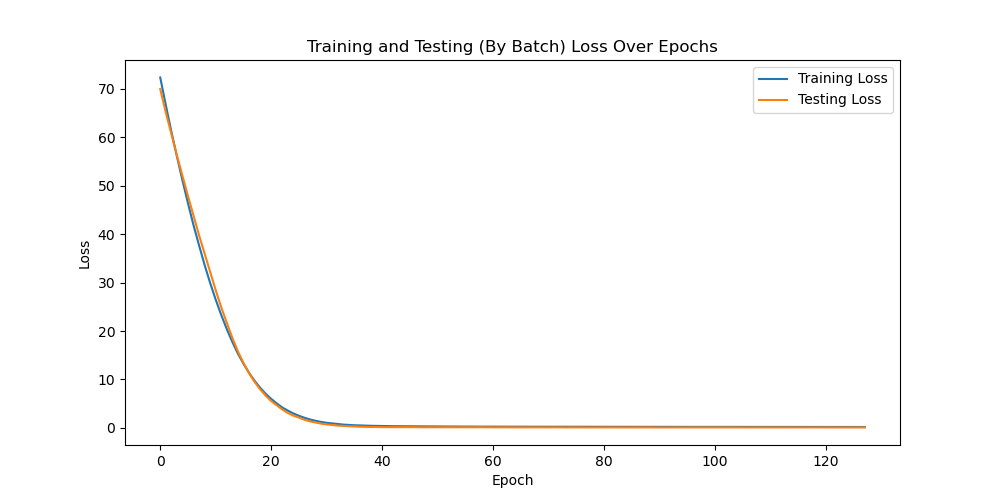 Training and Testing (By Batch) Loss Over Epochs
Training Loss
Testing Loss
70
60
50
40
30
20
10
0
Loss
0 20 40 60 80 100 120
Epoch